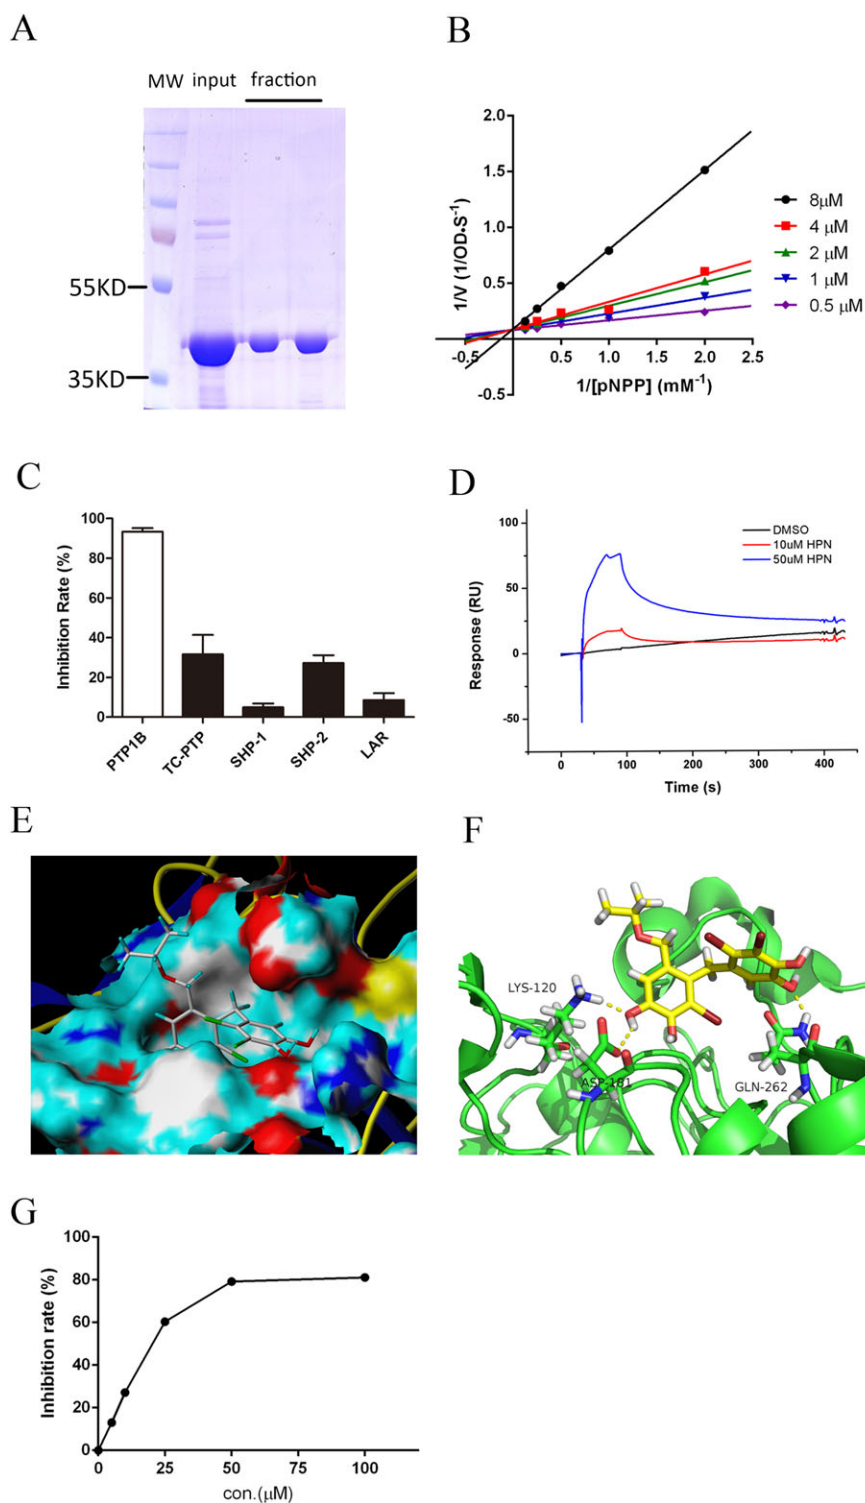 A
MW input fraction
55KD
35KD
B
1/V (1/OD·S⁻¹)
2.0
1.5
1.0
0.5
-0.5
-0.5 0.5 1.0 1.5 2.0 2.5
1/[pNPP] (mM⁻¹)
8μM
4 μM
2 μM
1 μM
0.5 μM
C
Inhibition Rate (%)
100
80
60
40
20
0
PTP1B TC-PTP SHP-1 SHP-2 LAR
D
Response (RU)
100
50
0
-50
0 100 200 300 400
Time (s)
DMSO
10uM HPN
50uM HPN
E
F
LYS-120
ASP-181
GLN-262
G
Inhibition rate (%)
100
80
60
40
20
0
0 25 50 75 100
con.(μM)